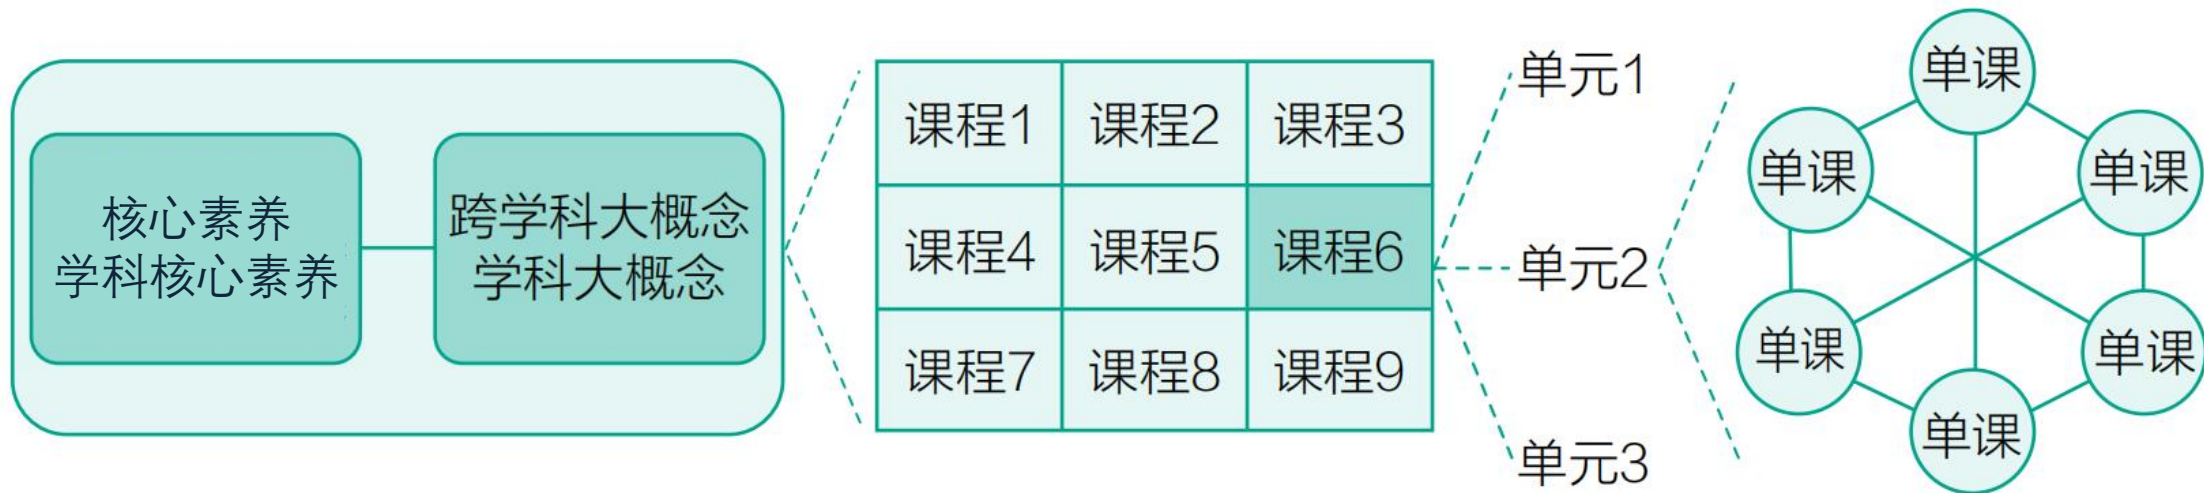 核心素养
学科核心素养
跨学科大概念
学科大概念
课程1
课程2
课程3
课程4
课程5
课程6
课程7
课程8
课程9
单元1
单元2
单元3
单课
单课
单课
单课
单课
单课